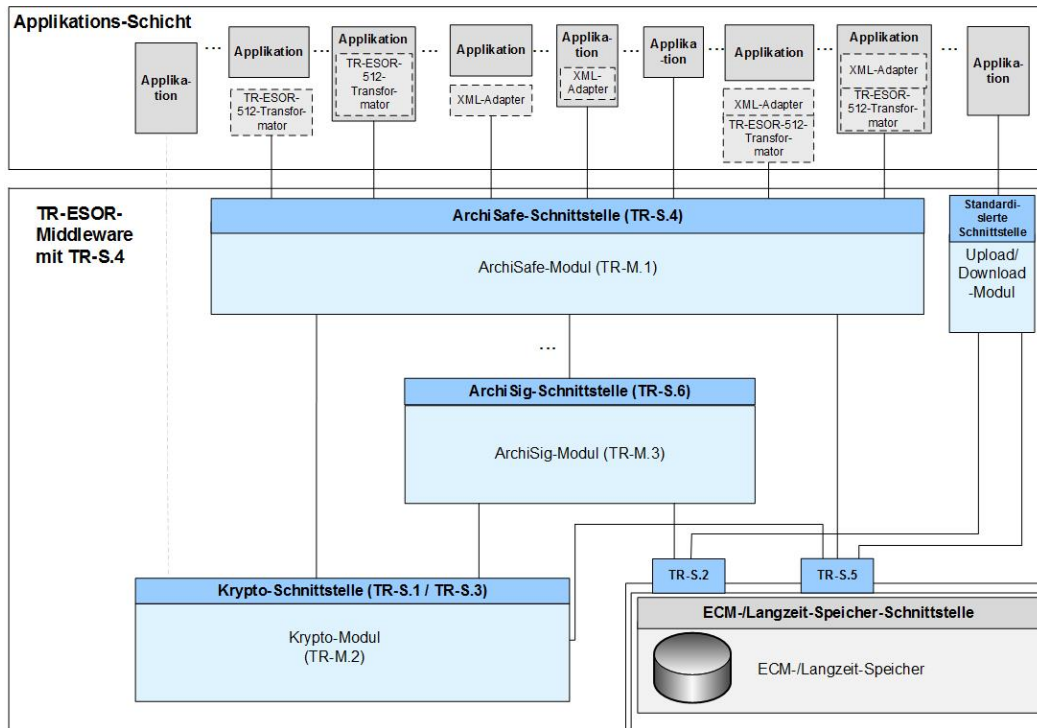 Applikations-Schicht
Applika-
tion
...
Applikation
TR-ESOR-
512-Transfor-
mator
...
Applikation
TR-ESOR-
512-
Transfor-
mator
...
Applikation
XML-Adapter
...
Applika-
tion
XML-
Adapter
...
Applika
-tion
...
Applikation
XML-Adapter
TR-ESOR-512-
Transfor-
mator
...
Applikation
XML-Adapter
TR-ESOR-
512-Transfor-
mator
...
Applika-
tion
TR-ESOR-
Middleware
mit TR-S.4
ArchiSafe-Schnittstelle (TR-S.4)
ArchiSafe-Modul (TR-M.1)
Standardi-
sierte
Schnittstelle
Upload/
Download
-Modul
...
ArchiSig-Schnittstelle (TR-S.6)
ArchiSig-Modul (TR-M.3)
Krypto-Schnittstelle (TR-S.1 / TR-S.3)
Krypto-Modul
(TR-M.2)
TR-S.2
TR-S.5
ECM-/Langzeit-Speicher-Schnittstelle
ECM-/Langzeit-Speicher